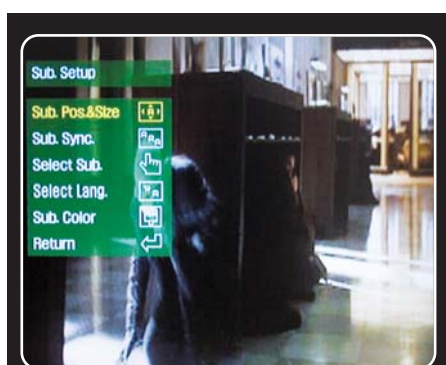 Sub. Setup
Sub. Pos.&Size
Sub. Sync.
Select Sub.
Select Lang.
Sub. Color
Return